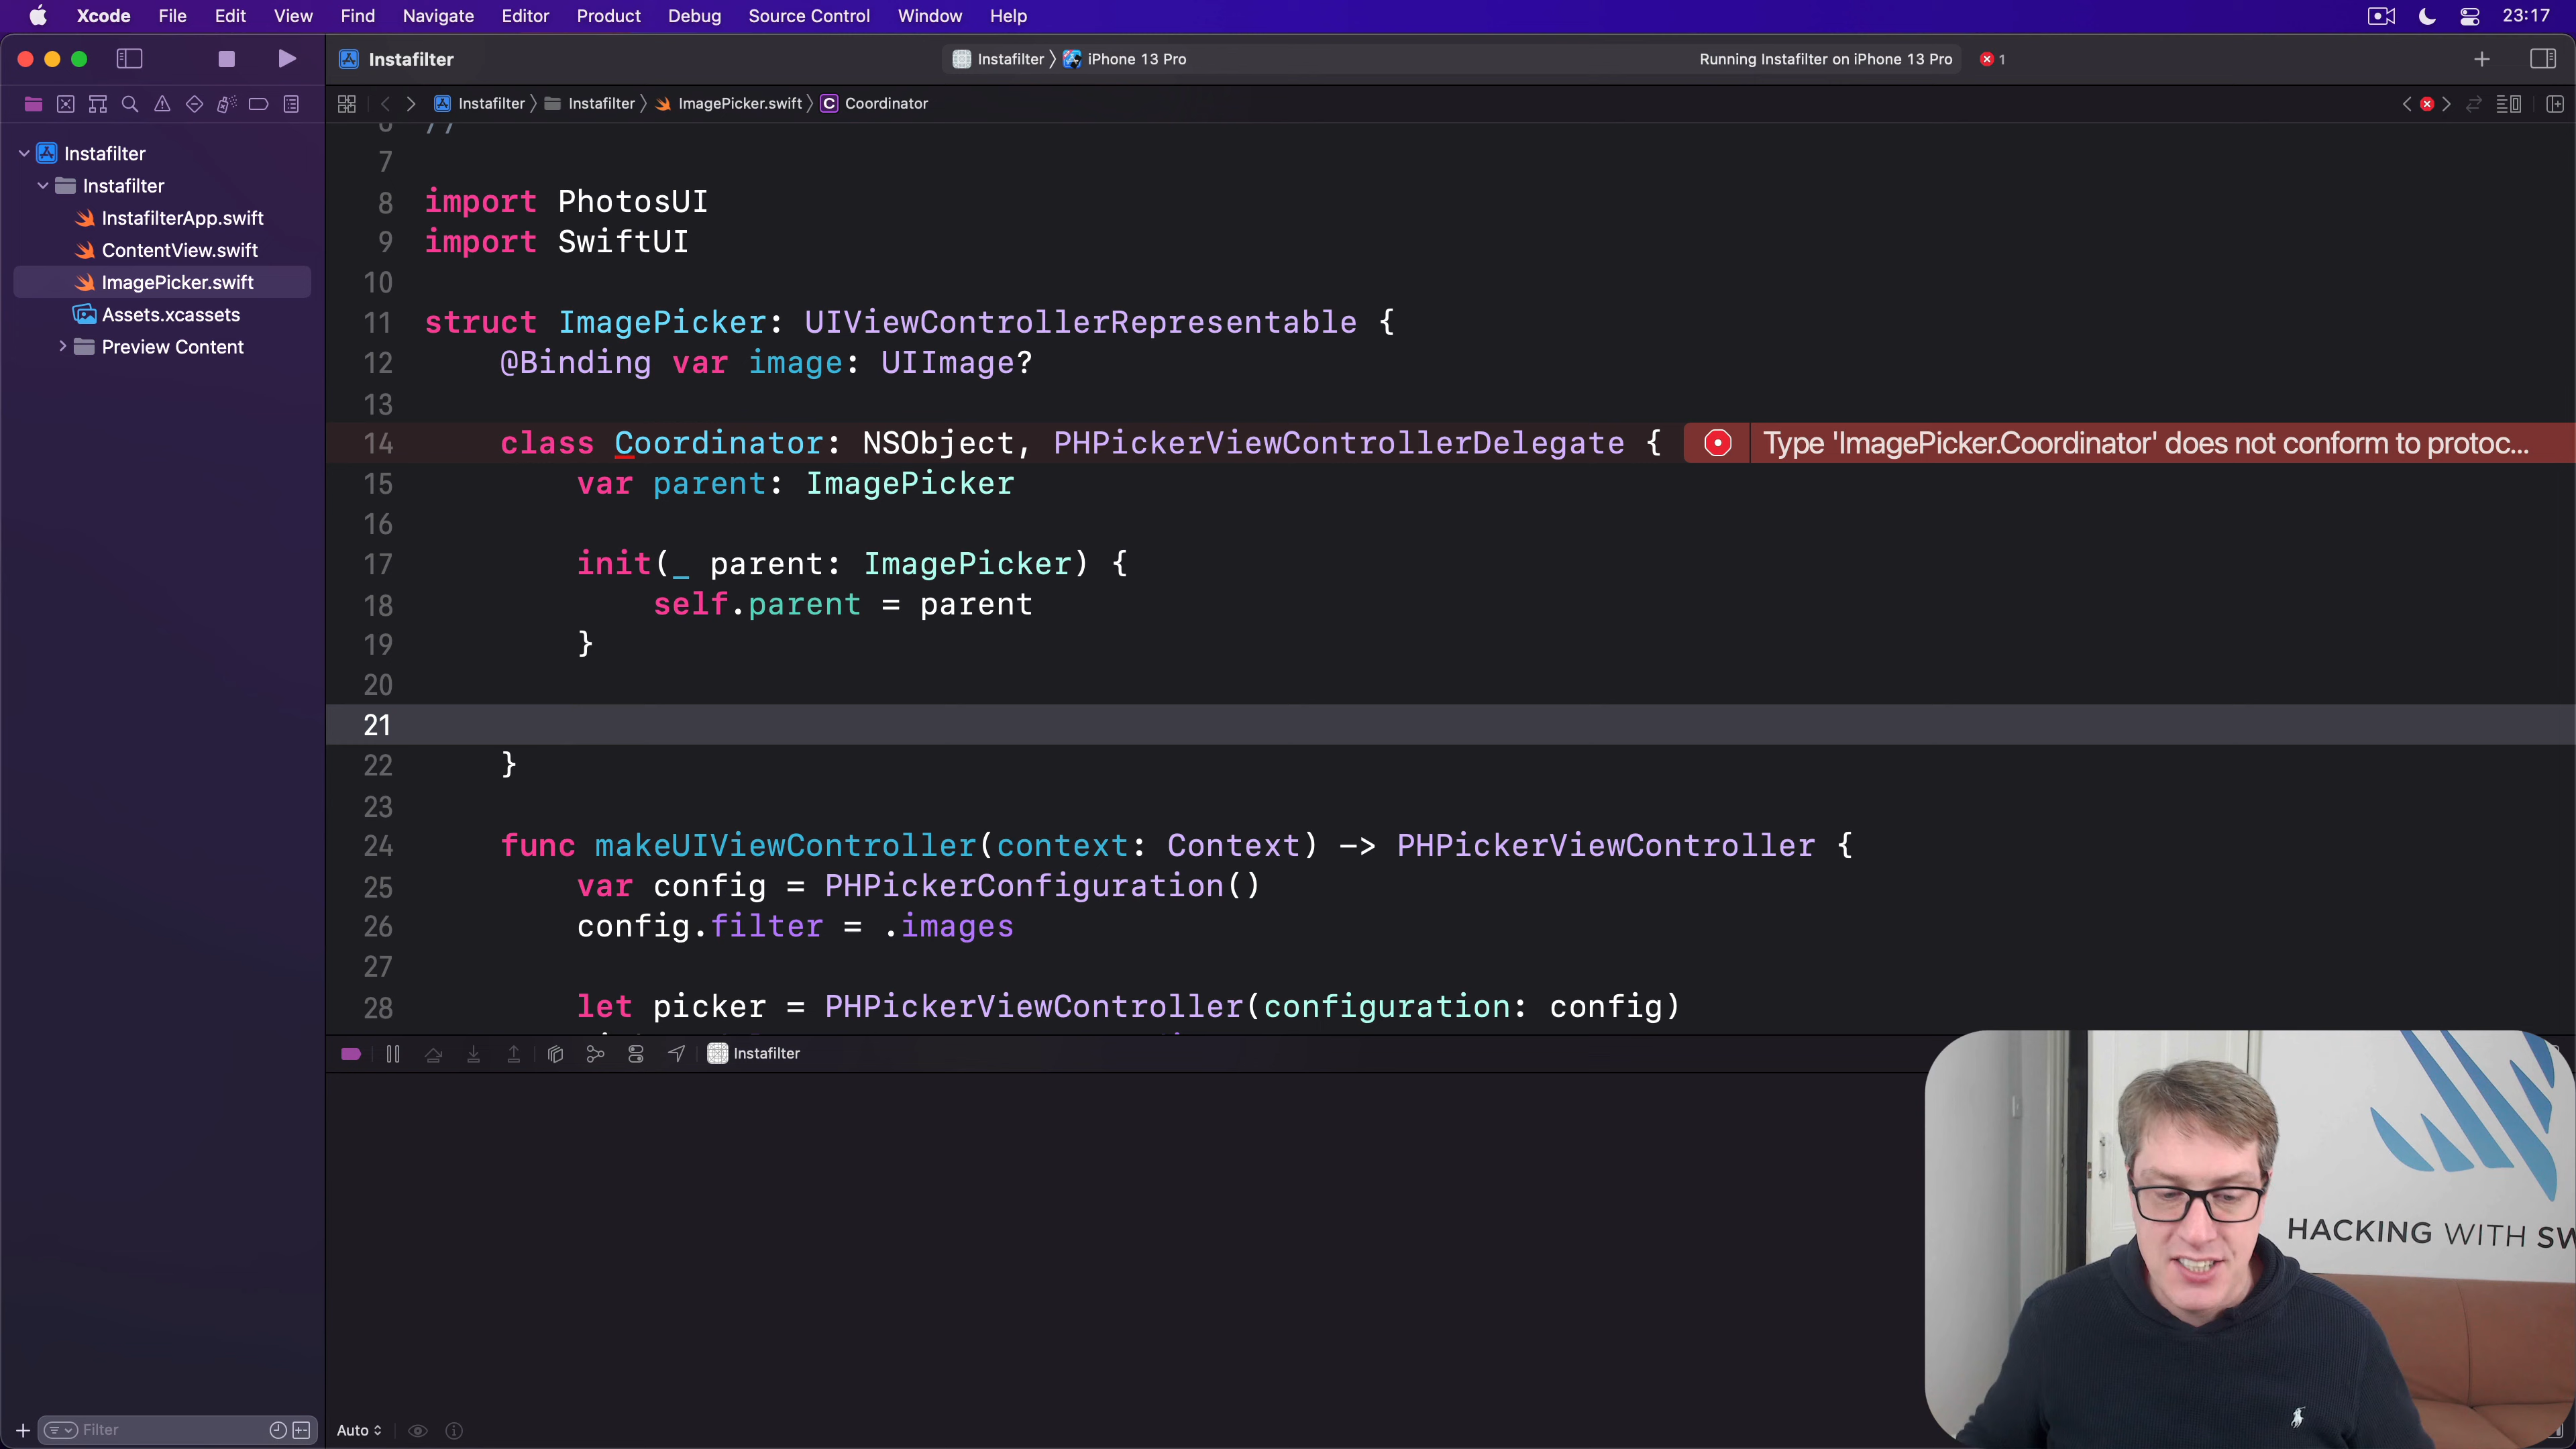 Xcode File Edit View Find Navigate Editor Product Debug Source Control Window Help 23:17
Instafilter Instafilter iPhone 13 Pro Running Instafilter on iPhone 13 Pro 1
Instafilter Instafilter ImagePicker.swift C Coordinator
Instafilter
Instafilter
InstafilterApp.swift
ContentView.swift
ImagePicker.swift
Assets.xcassets
Preview Content
6 //
7
8 import PhotosUI
9 import SwiftUI
10
11 struct ImagePicker: UIViewControllerRepresentable {
12 @Binding var image: UIImage?
13
14 class Coordinator: NSObject, PHPickerViewControllerDelegate { Type 'ImagePicker.Coordinator' does not conform to protoc...
15 var parent: ImagePicker
16
17 init(_ parent: ImagePicker) {
18 self.parent = parent
19 }
20
21
22 }
23
24 func makeUIViewController(context: Context) -> PHPickerViewController {
25 var config = PHPickerConfiguration()
26 config.filter = .images
27
28 let picker = PHPickerViewController(configuration: config)
Instafilter
HACKING WITH SW
Filter
Auto